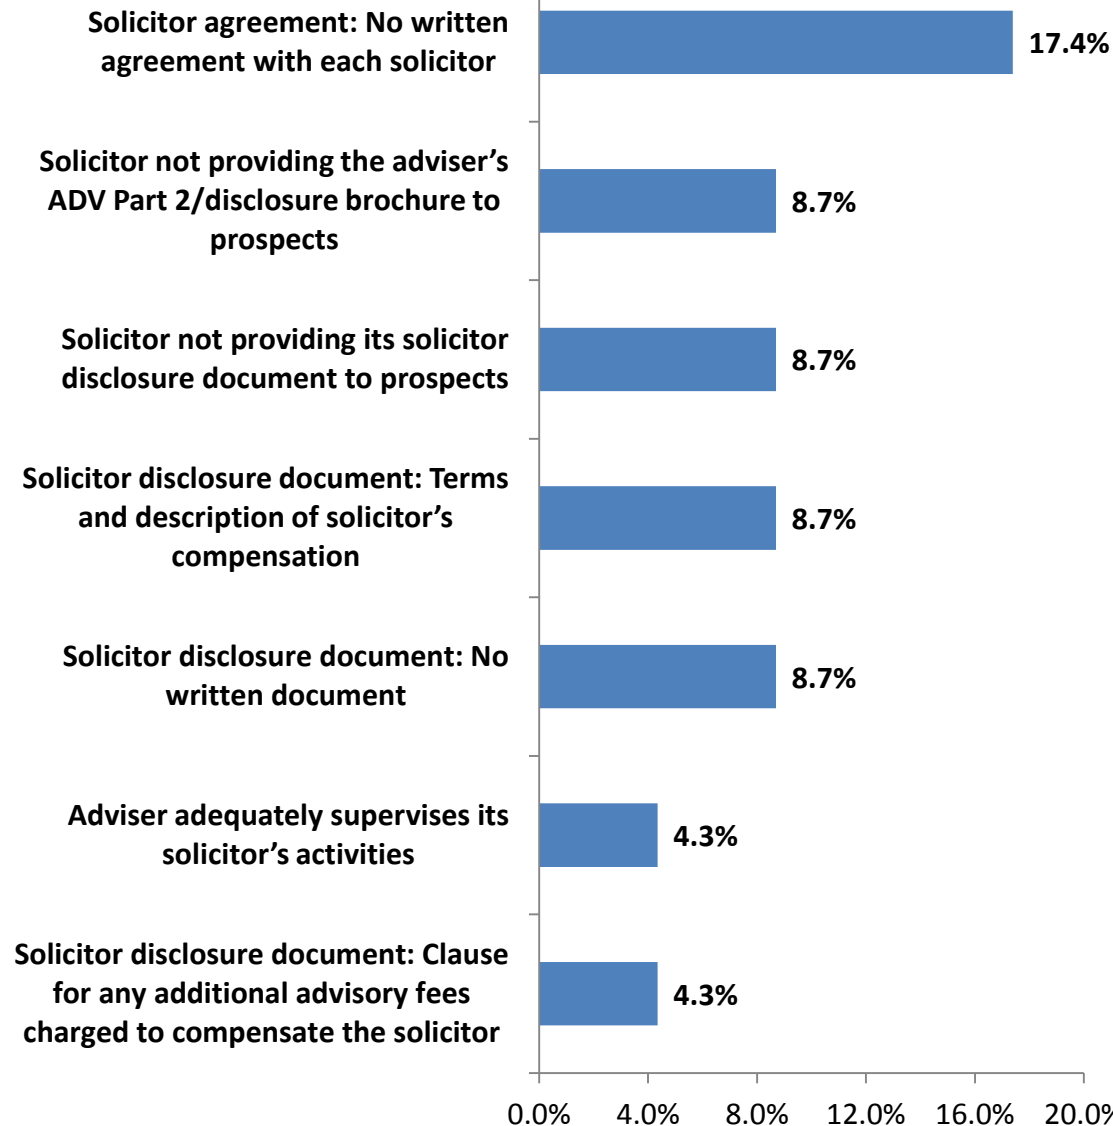 Solicitor agreement: No written
agreement with each solicitor
17.4%
Solicitor not providing the adviser’s
ADV Part 2/disclosure brochure to
prospects
8.7%
Solicitor not providing its solicitor
disclosure document to prospects
8.7%
Solicitor disclosure document: Terms
and description of solicitor’s
compensation
8.7%
Solicitor disclosure document: No
written document
8.7%
Adviser adequately supervises its
solicitor’s activities
4.3%
Solicitor disclosure document: Clause
for any additional advisory fees
charged to compensate the solicitor
4.3%
0.0% 4.0% 8.0% 12.0% 16.0% 20.0%